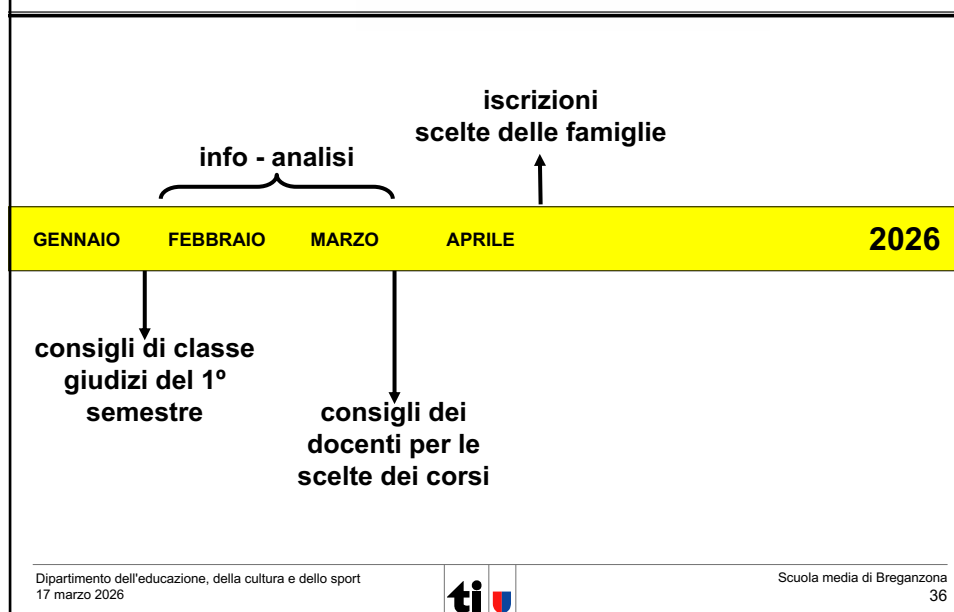 iscrizioni
scelte delle famiglie
info - analisi
GENNAIO FEBBRAIO MARZO APRILE 2026
consigli di classe
giudizi del 1º
semestre
consigli dei
docenti per le
scelte dei corsi
Dipartimento dell'educazione, della cultura e dello sport
17 marzo 2026
ti
Scuola media di Breganzona
36